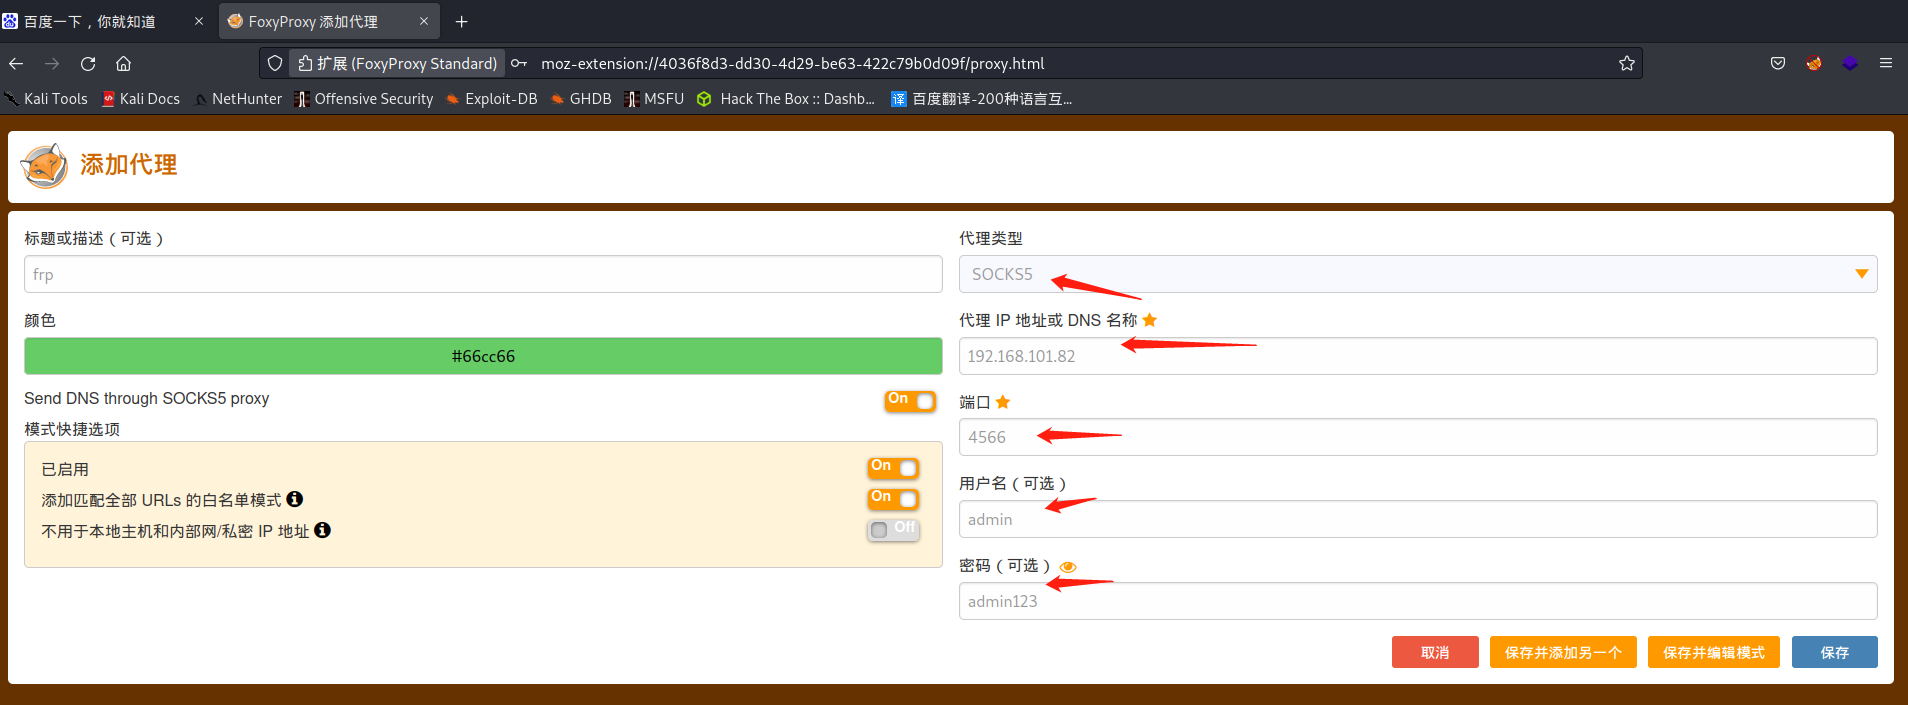 百度一下，你就知道
FoxyProxy 添加代理
扩展 (FoxyProxy Standard)
moz-extension://4036f8d3-dd30-4d29-be63-422c79b0d09f/proxy.html
Kali Tools
Kali Docs
NetHunter
Offensive Security
Exploit-DB
GHDB
MSFU
Hack The Box :: Dashb...
译 百度翻译-200种语言互...
添加代理
标题或描述（可选）
frp
颜色
#66cc66
Send DNS through SOCKS5 proxy
On
模式快捷选项
已启用
On
添加匹配全部 URLs 的白名单模式
On
不用于本地主机和内部网/私密 IP 地址
Off
代理类型
SOCKS5
代理 IP 地址或 DNS 名称
192.168.101.82
端口
4566
用户名（可选）
admin
密码（可选）
admin123
取消
保存并添加另一个
保存并编辑模式
保存